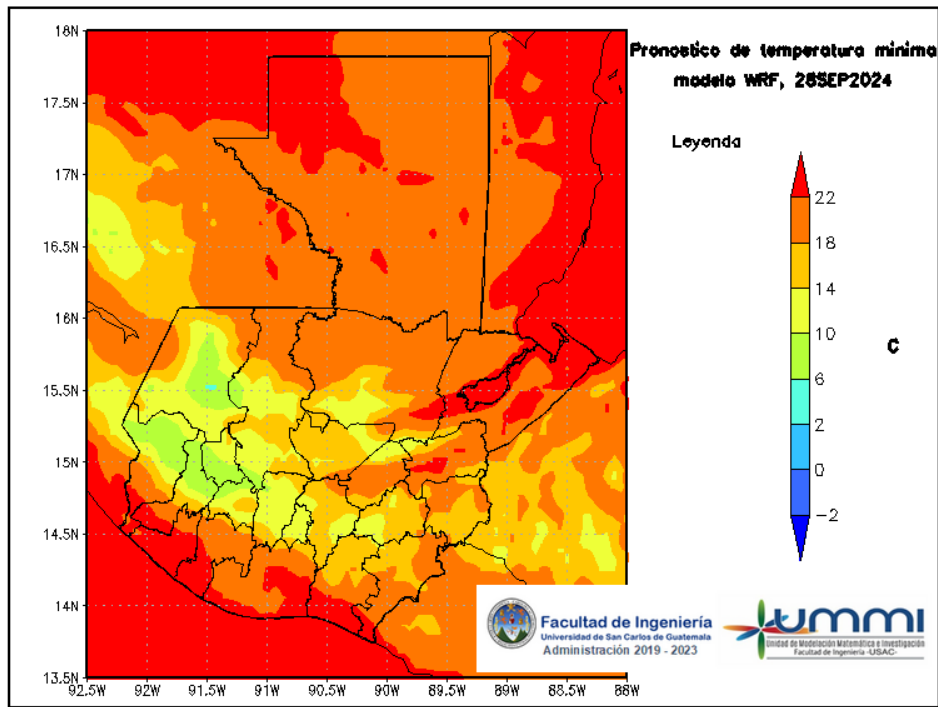 Pronostico de temperatura minima
modelo WRF, 28SEP2024
Leyenda
22
18
14
10
6
2
0
-2
C
18N
17.5N
17N
16.5N
16N
15.5N
15N
14.5N
14N
13.5N
92.5W
92W
91.5W
91W
90.5W
90W
89.5W
89W
88.5W
88W
Facultad de Ingeniería
Universidad de San Carlos de Guatemala
Administración 2019 - 2023
ummi
Unidad de Modelación Matemática e Investigación
Facultad de Ingeniería -USAC-